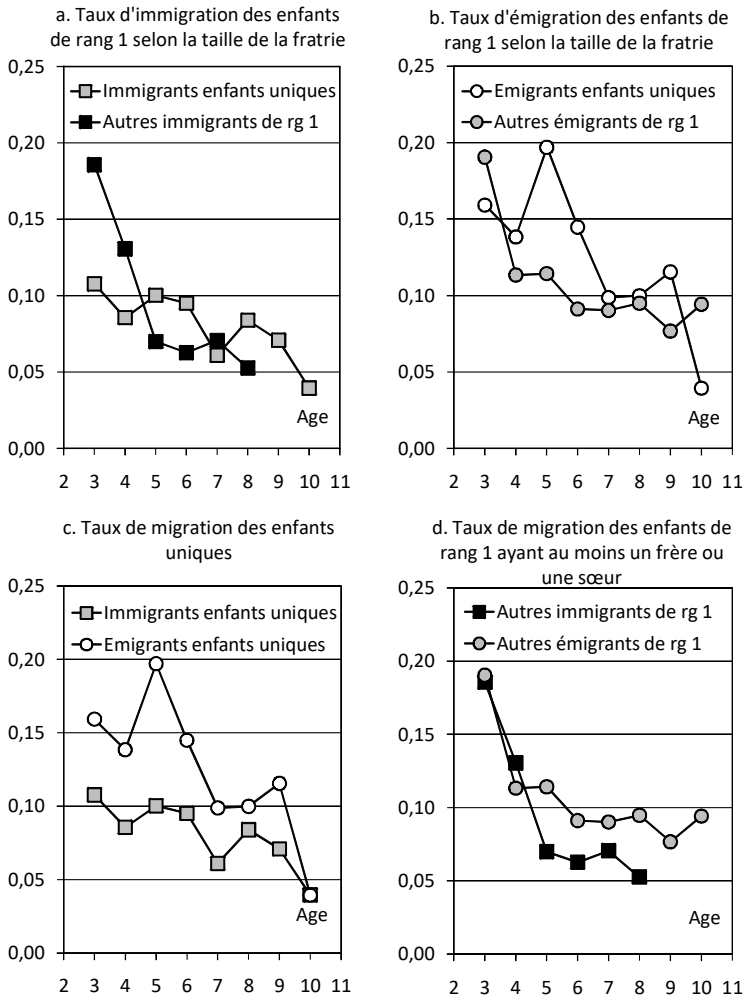 a. Taux d'immigration des enfants
de rang 1 selon la taille de la fratrie
0,25
Immigrants enfants uniques
Autres immigrants de rg 1
0,20
0,15
0,10
0,05
Age
0,00
2 3 4 5 6 7 8 9 10 11
b. Taux d'émigration des enfants de
rang 1 selon la taille de la fratrie
0,25
Emigrants enfants uniques
Autres émigrants de rg 1
0,20
0,15
0,10
0,05
Age
0,00
2 3 4 5 6 7 8 9 10 11
c. Taux de migration des enfants
uniques
0,25
Immigrants enfants uniques
Emigrants enfants uniques
0,20
0,15
0,10
0,05
Age
0,00
2 3 4 5 6 7 8 9 10 11
d. Taux de migration des enfants de
rang 1 ayant au moins un frère ou
une sœur
0,25
Autres immigrants de rg 1
Autres émigrants de rg 1
0,20
0,15
0,10
0,05
Age
0,00
2 3 4 5 6 7 8 9 10 11